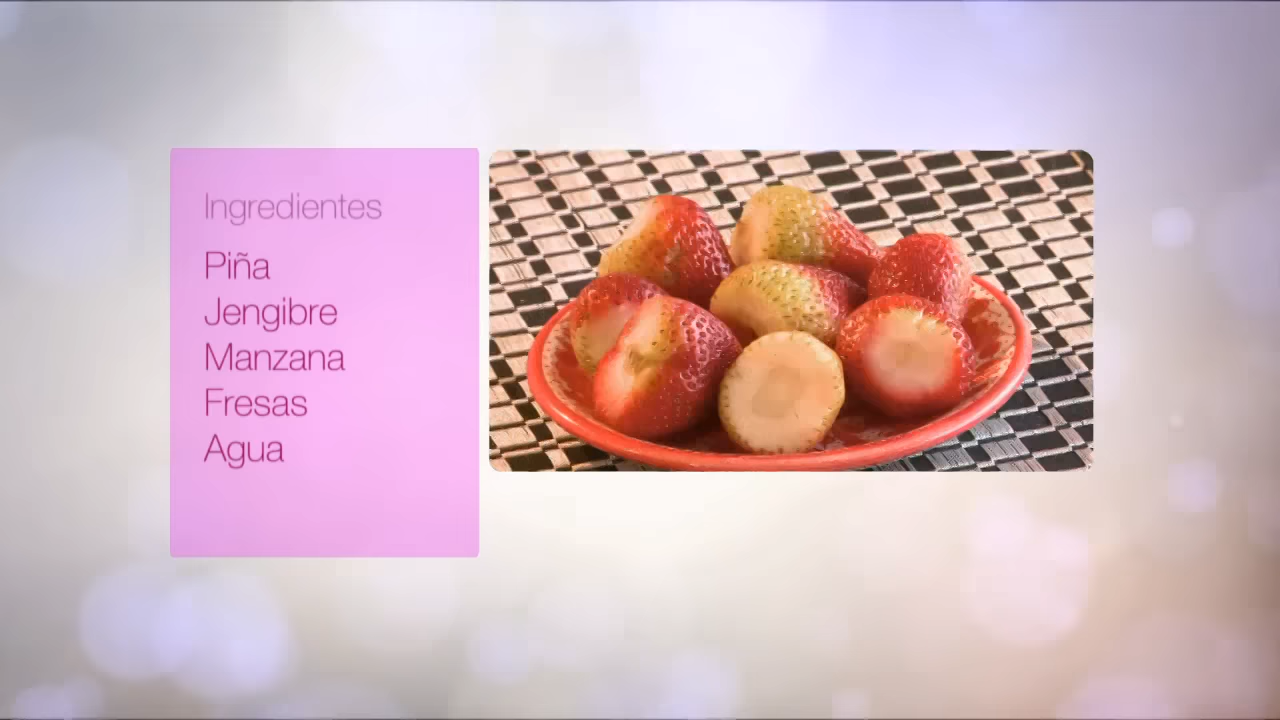 Ingredientes
Piña
Jengibre
Manzana
Fresas
Agua